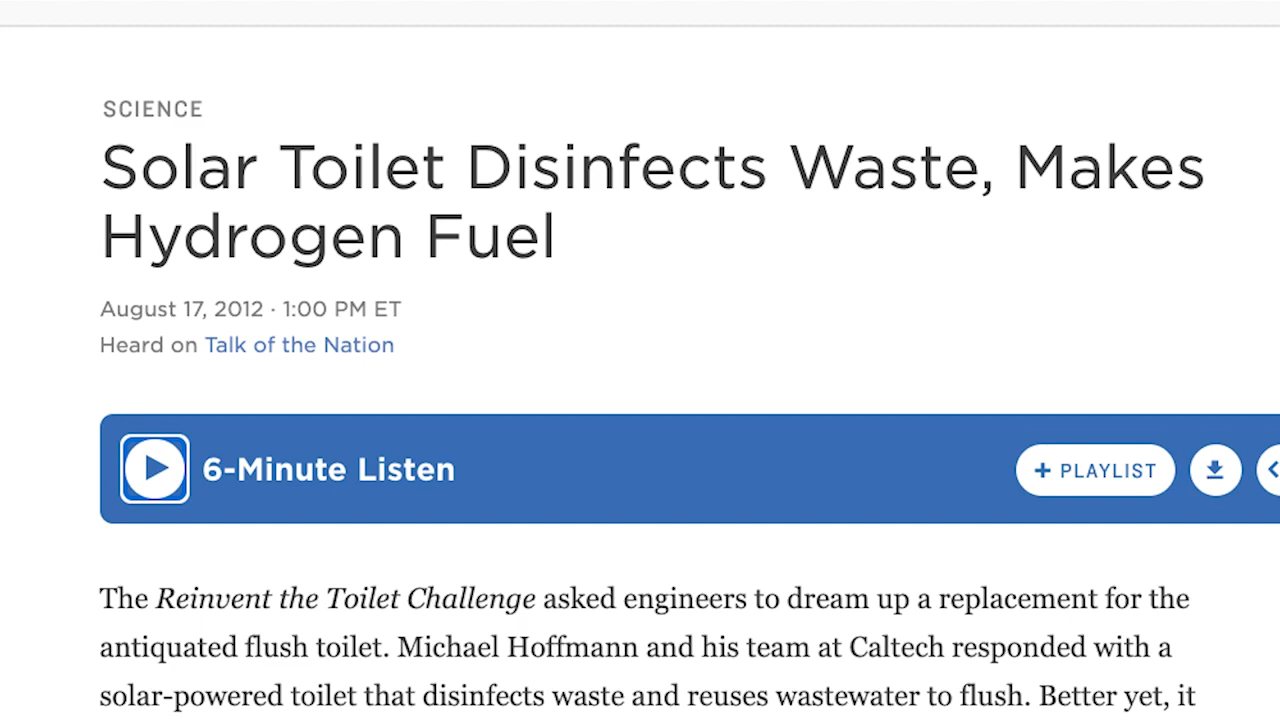 SCIENCE
Solar Toilet Disinfects Waste, Makes
Hydrogen Fuel
August 17, 2012 · 1:00 PM ET
Heard on Talk of the Nation
6-Minute Listen
+ PLAYLIST
The Reinvent the Toilet Challenge asked engineers to dream up a replacement for the
antiquated flush toilet. Michael Hoffmann and his team at Caltech responded with a
solar-powered toilet that disinfects waste and reuses wastewater to flush. Better yet, it